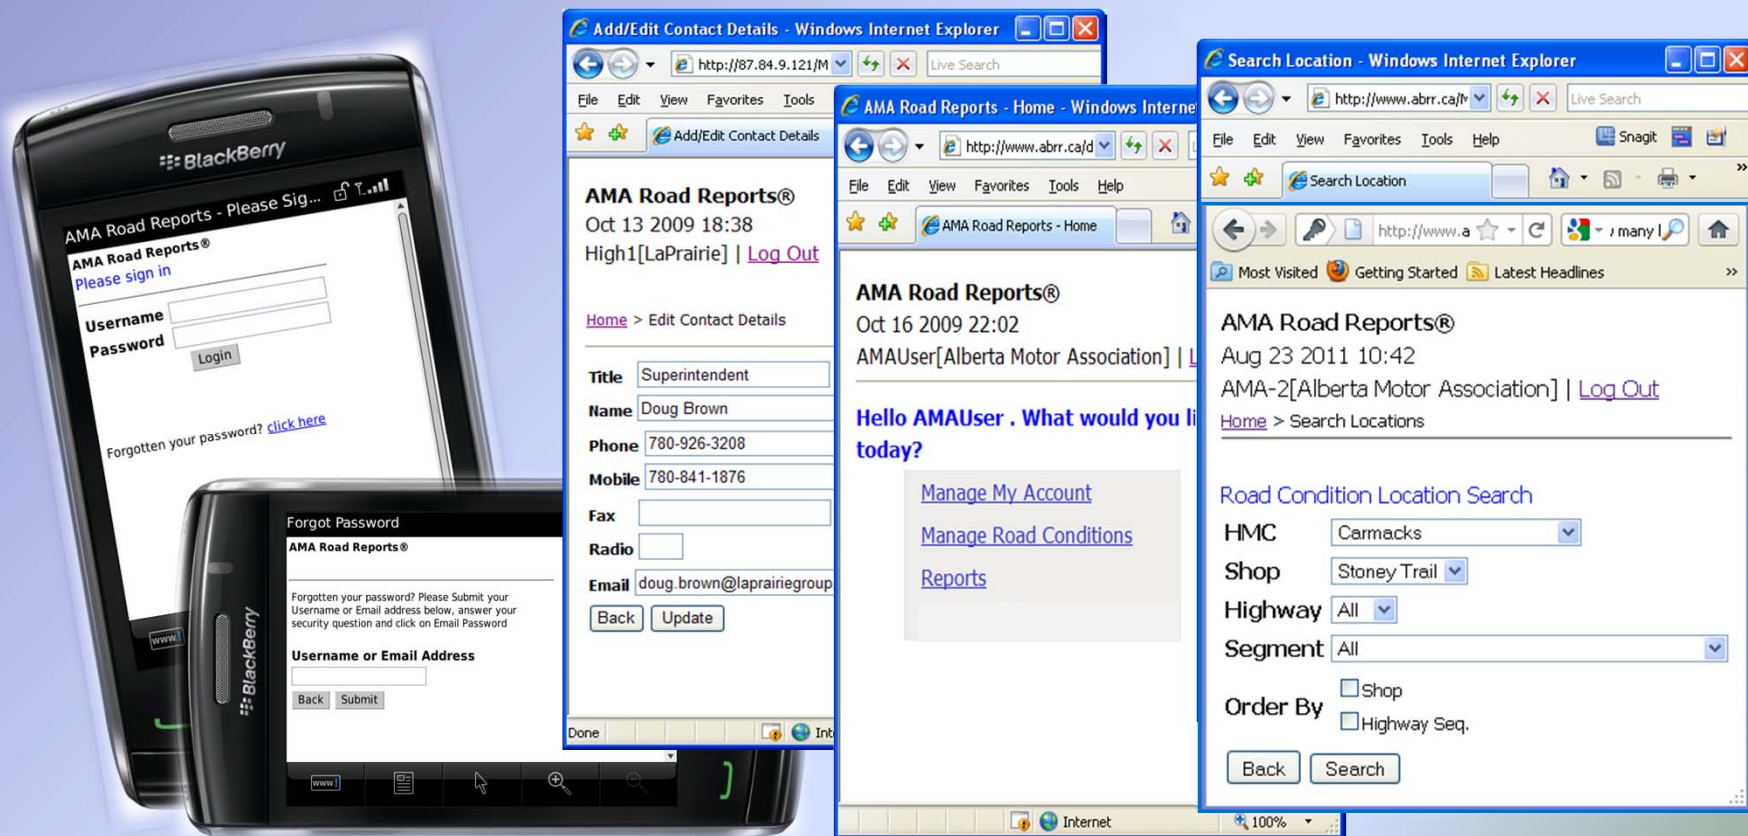 BlackBerry
AMA Road Reports - Please Sig...
AMA Road Reports®
Please sign in
Username
Password
Login
Forgotten your password? click here
www.
BlackBerry
Forgot Password
AMA Road Reports®
Forgotten your password? Please Submit your
Username or Email address below, answer your
security question and click on Email Password
Username or Email Address
Back Submit
www.
Add/Edit Contact Details - Windows Internet Explorer
http://87.84.9.121/M
Live Search
File Edit View Favorites Tools
Add/Edit Contact Details
AMA Road Reports®
Oct 13 2009 18:38
High1[LaPrairie] | Log Out
Home > Edit Contact Details
Title Superintendent
Name Doug Brown
Phone 780-926-3208
Mobile 780-841-1876
Fax
Radio
Email doug.brown@laprairiegroup
Back Update
Done
AMA Road Reports - Home - Windows Interne
http://www.abrr.ca/d
File Edit View Favorites Tools Help
AMA Road Reports - Home
AMA Road Reports®
Oct 16 2009 22:02
AMAUser[Alberta Motor Association] |
Hello AMAUser . What would you li
today?
Manage My Account
Manage Road Conditions
Reports
Internet
100%
Search Location - Windows Internet Explorer
http://www.abrr.ca/
Live Search
File Edit View Favorites Tools Help
Snagit
Search Location
http://www.a
many
Most Visited Getting Started Latest Headlines »
AMA Road Reports®
Aug 23 2011 10:42
AMA-2[Alberta Motor Association] | Log Out
Home > Search Locations
Road Condition Location Search
HMC Carmacks
Shop Stoney Trail
Highway All
Segment All
Order By
Shop
Highway Seq.
Back Search